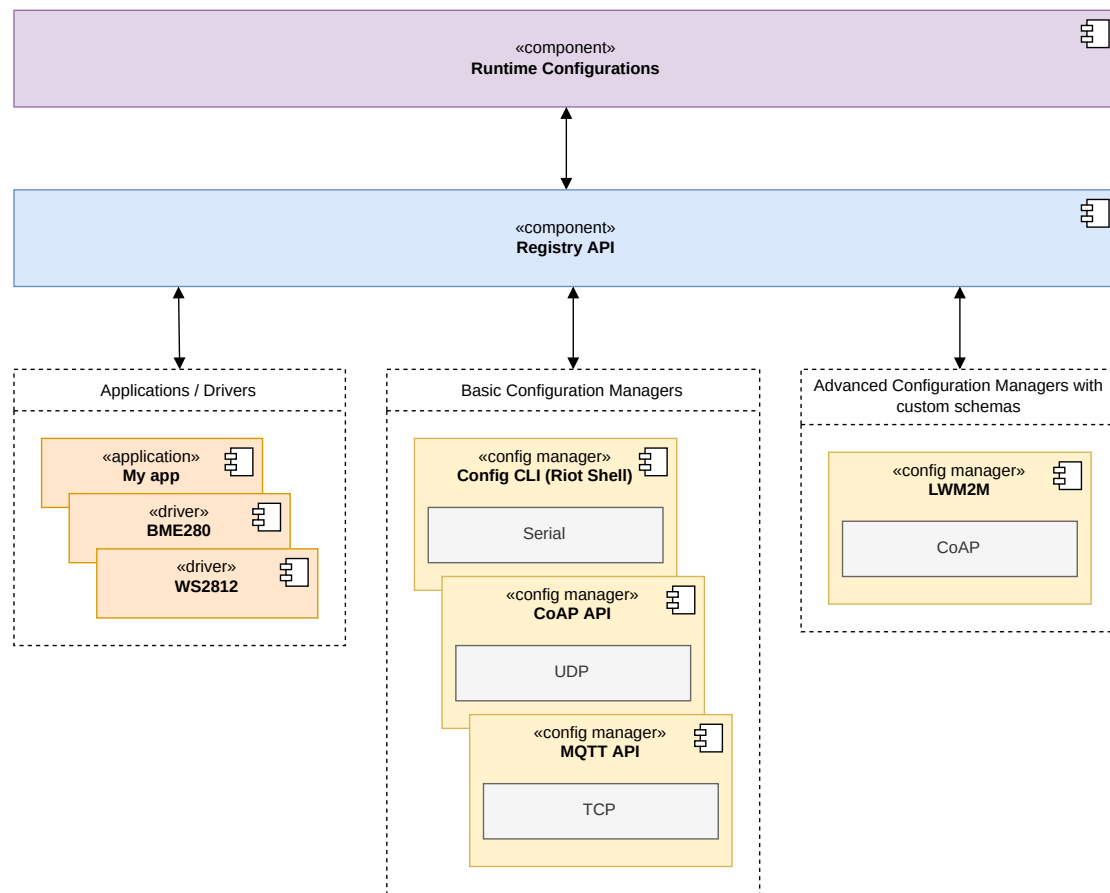 «component»
Runtime Configurations
«component»
Registry API
Applications / Drivers
«application»
My app
«driver»
BME280
«driver»
WS2812
Basic Configuration Managers
«config manager»
Config CLI (Riot Shell)
Serial
«config manager»
CoAP API
UDP
«config manager»
MQTT API
TCP
Advanced Configuration Managers with
custom schemas
«config manager»
LWM2M
CoAP